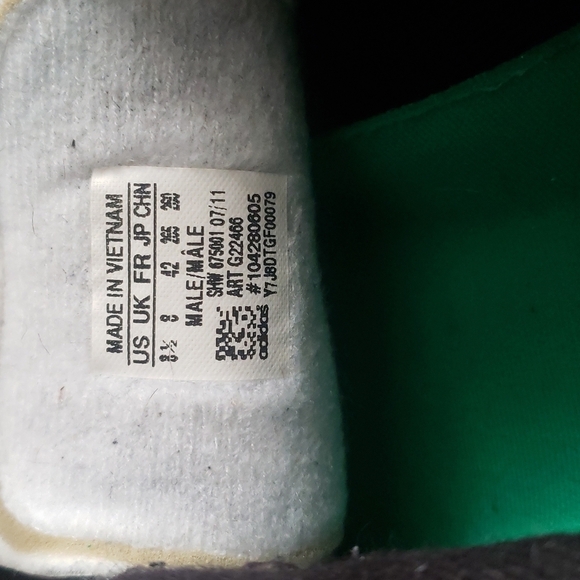 MADE IN VIETNAM
US UK FR JP CHN
8½ 8 42 265 260
MALE/MÂLE
SHW 675001 07/11
ART G22466
#104280605
Y7J8DTGF00079
adidas